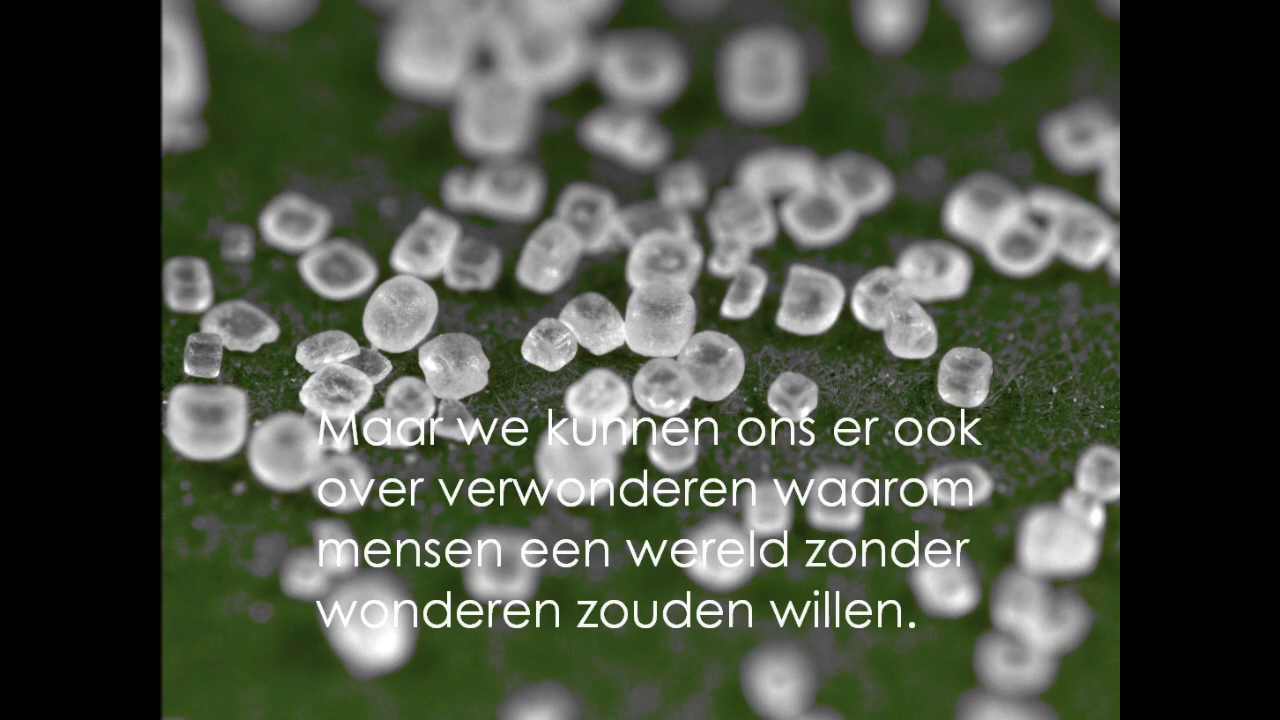 Maar we kunnen ons er ook
over verwonderen waarom
mensen een wereld zonder
wonderen zouden willen.